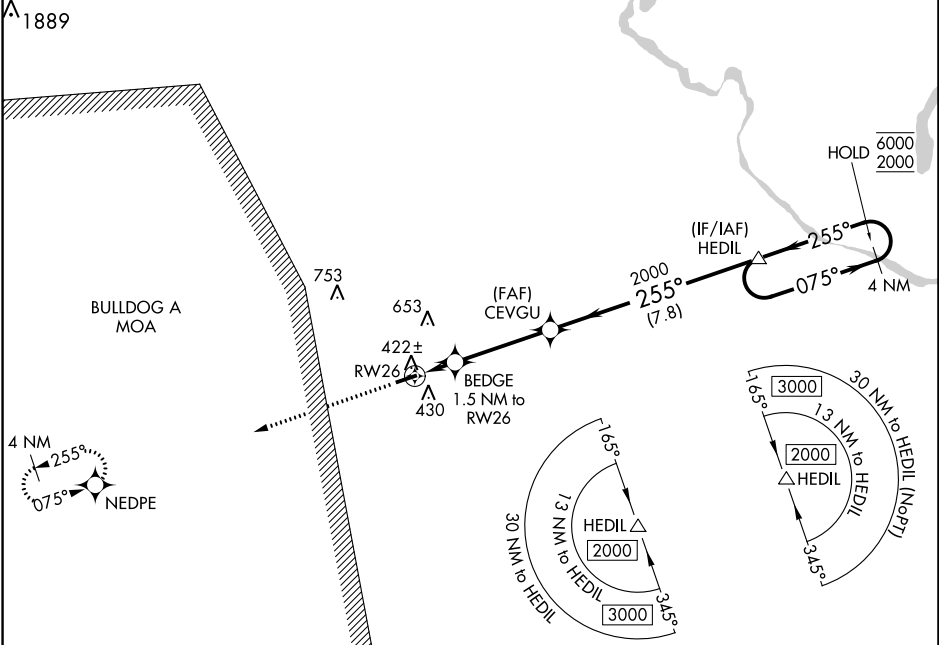 1889
HOLD 6000
2000
(IF/IAF)
HEDIL
255°
075°
4 NM
2000
255°
(7.8)
(FAF)
CEVGU
753
653
BULLDOG A
MOA
422±
RW26
BEDGE
1.5 NM to
RW26
430
4 NM
255°
075°
NEDPE
165°
HEDIL
2000
13 NM to HEDIL
30 NM to HEDIL
3000
345°
165°
3000
30 NM to HEDIL (NoPT)
13 NM to HEDIL
2000
HEDIL
345°